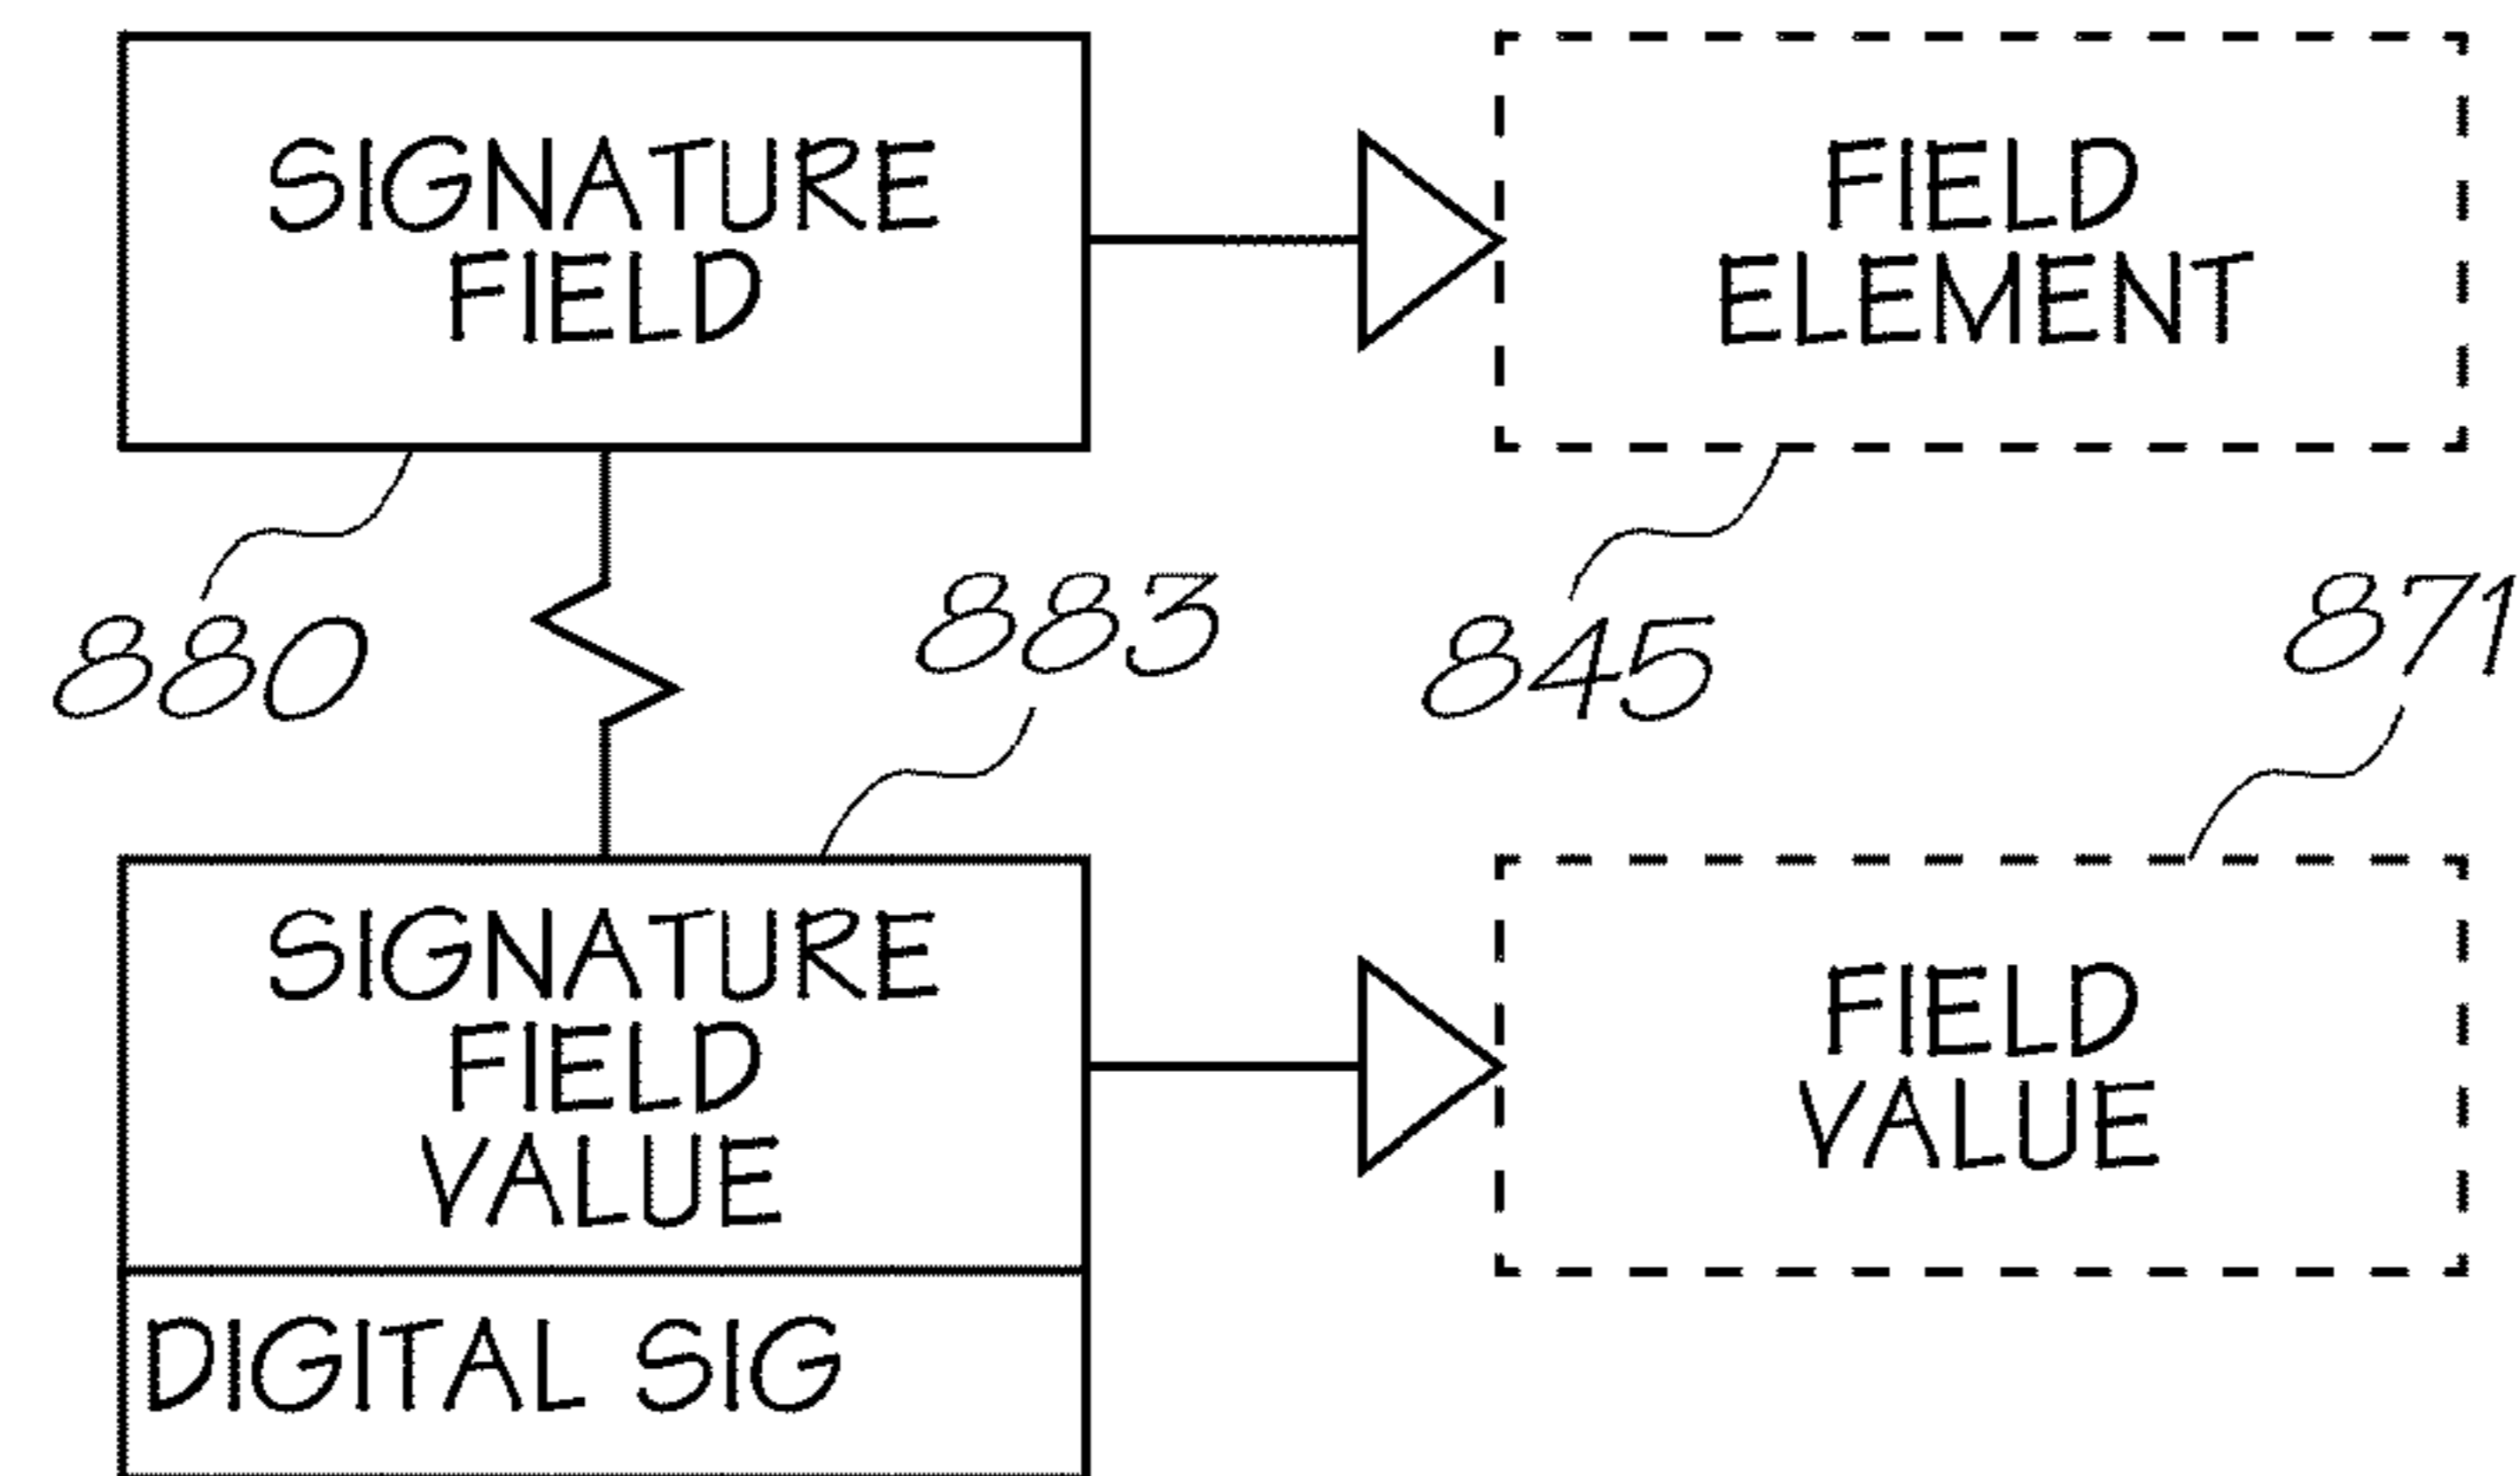 SIGNATURE
FIELD
FIELD
ELEMENT
880
883
845
871
SIGNATURE
FIELD
VALUE
FIELD
VALUE
DIGITAL SIG